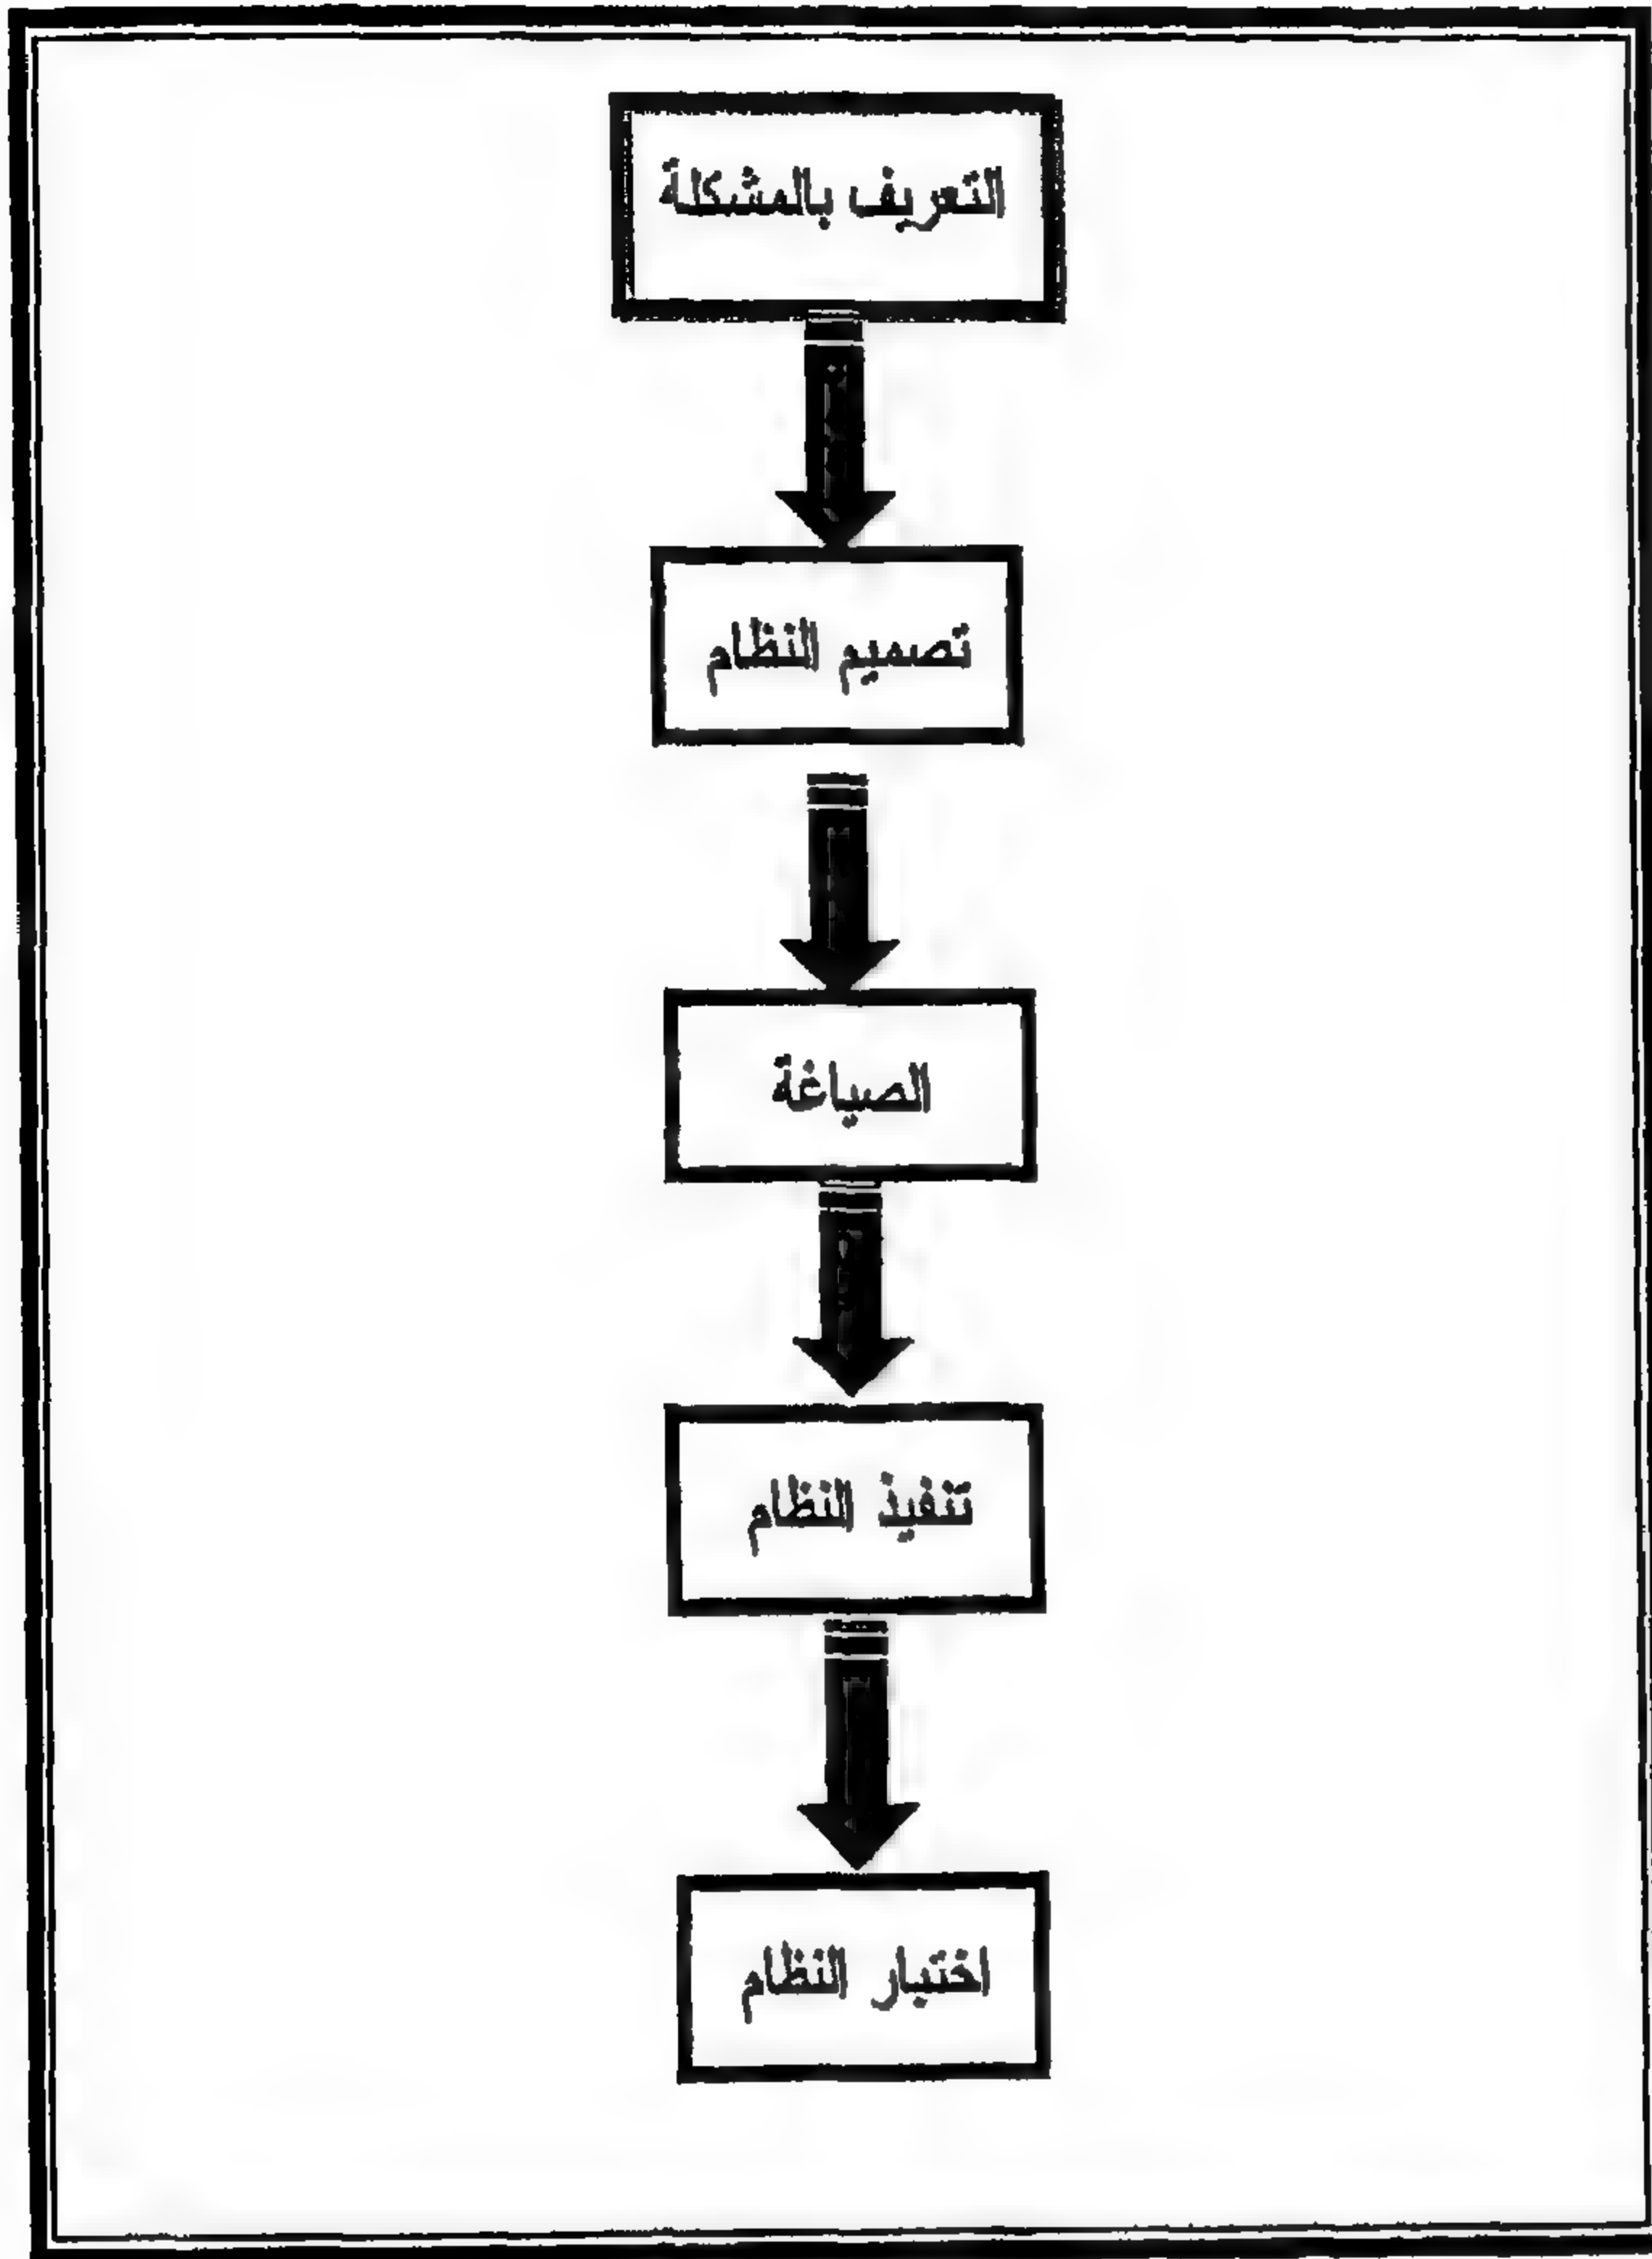 التعريف بالمشكلة
تصميم النظام
الصياغة
تنفيذ النظام
اختبار النظام